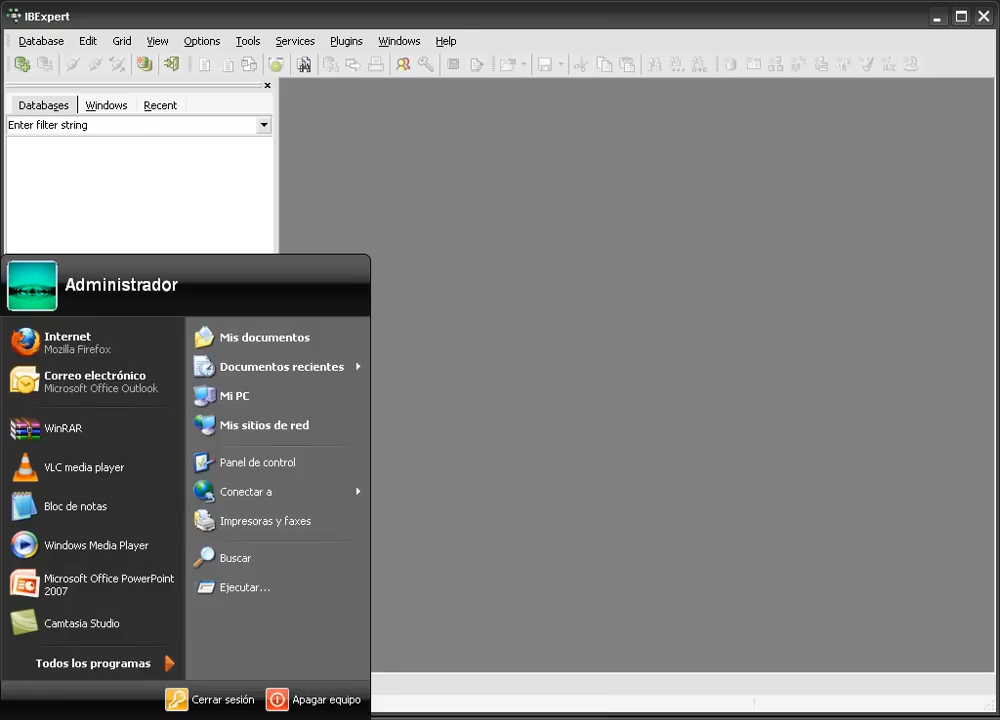 IBExpert
Database Edit Grid View Options Tools Services Plugins Windows Help
Databases Windows Recent
Enter filter string
Administrador
Internet
Mozilla Firefox
Correo electrónico
Microsoft Office Outlook
WinRAR
VLC media player
Bloc de notas
Windows Media Player
Microsoft Office PowerPoint
2007
Camtasia Studio
Todos los programas
Mis documentos
Documentos recientes
Mi PC
Mis sitios de red
Panel de control
Conectar a
Impresoras y faxes
Buscar
Ejecutar...
Cerrar sesión Apagar equipo